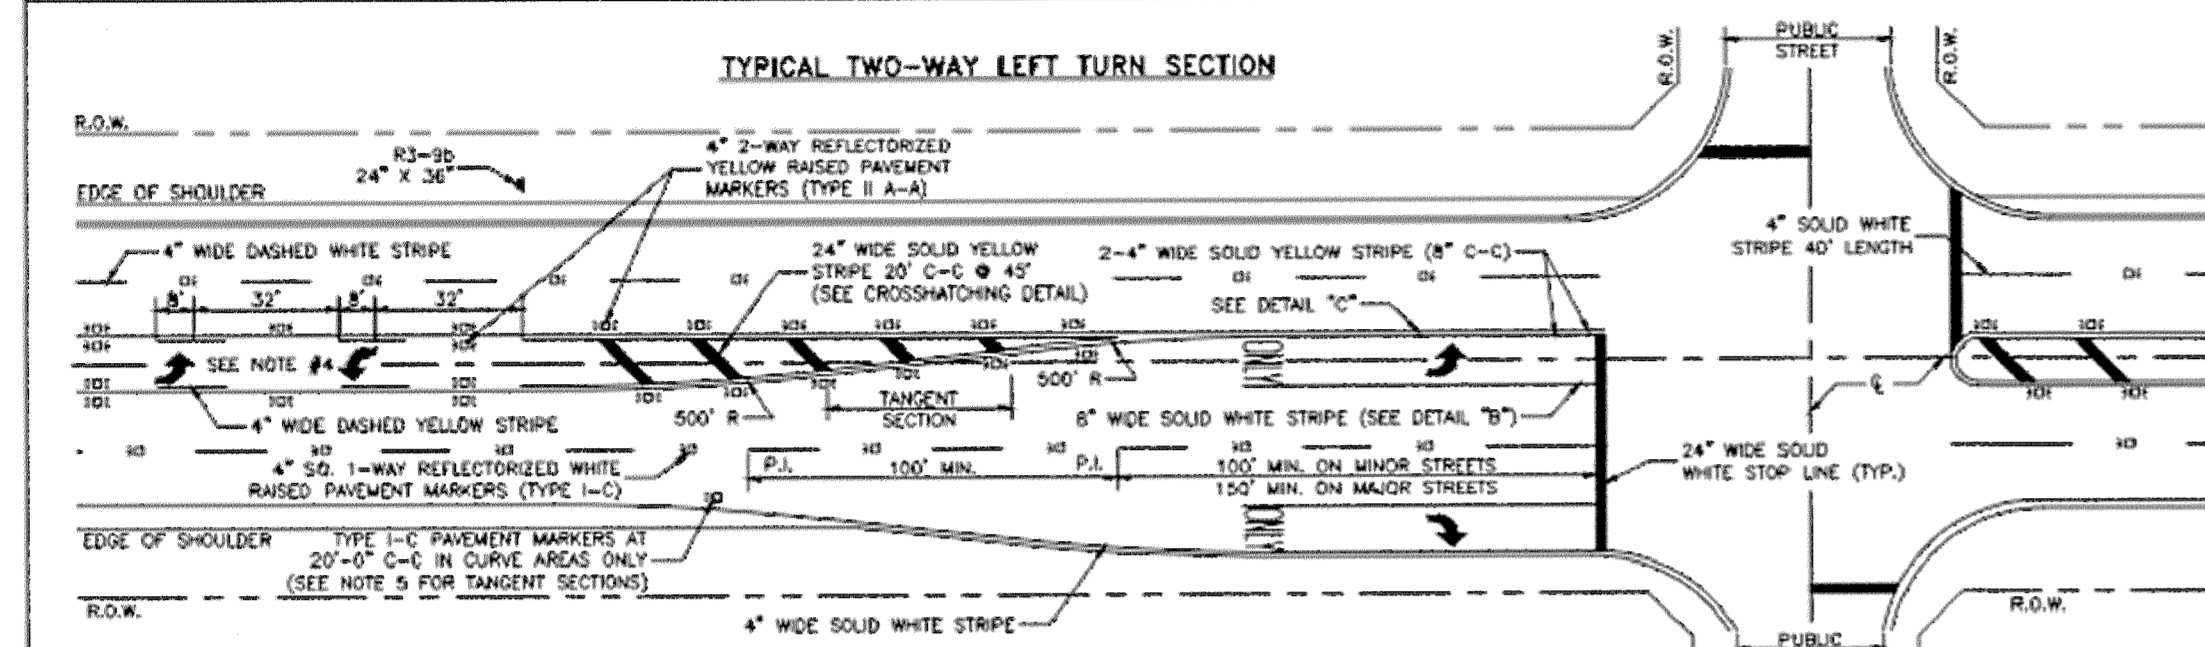 TYPICAL TWO-WAY LEFT TURN SECTION
PUBLIC
STREET
R.O.W.
R.O.W.
R.O.W.
R3-9b
24" X 36"
4" 2-WAY REFLECTORIZED
YELLOW RAISED PAVEMENT
MARKERS (TYPE II A-A)
EDGE OF SHOULDER
4" WIDE DASHED WHITE STRIPE
24" WIDE SOLID YELLOW
STRIPE 20' C-C @ 45°
(SEE CROSSHATCHING DETAIL)
2-4" WIDE SOLID YELLOW STRIPE (8" C-C)
4" SOLID WHITE
STRIPE 40' LENGTH
SEE DETAIL "C"
8'
32'
8'
32'
SEE NOTE #4
ONLY
500' R
℄
TANGENT
SECTION
500' R
8" WIDE SOLID WHITE STRIPE (SEE DETAIL "B")
4" WIDE DASHED YELLOW STRIPE
24" WIDE SOLID
WHITE STOP LINE (TYP.)
4" SQ. 1-WAY REFLECTORIZED WHITE
RAISED PAVEMENT MARKERS (TYPE I-C)
P.I.
100' MIN.
P.I.
100' MIN. ON MINOR STREETS
150' MIN. ON MAJOR STREETS
ONLY
EDGE OF SHOULDER
TYPE I-C PAVEMENT MARKERS AT
20'-0" C-C IN CURVE AREAS ONLY
(SEE NOTE 5 FOR TANGENT SECTIONS)
R.O.W.
4" WIDE SOLID WHITE STRIPE
R.O.W.
PUBLIC